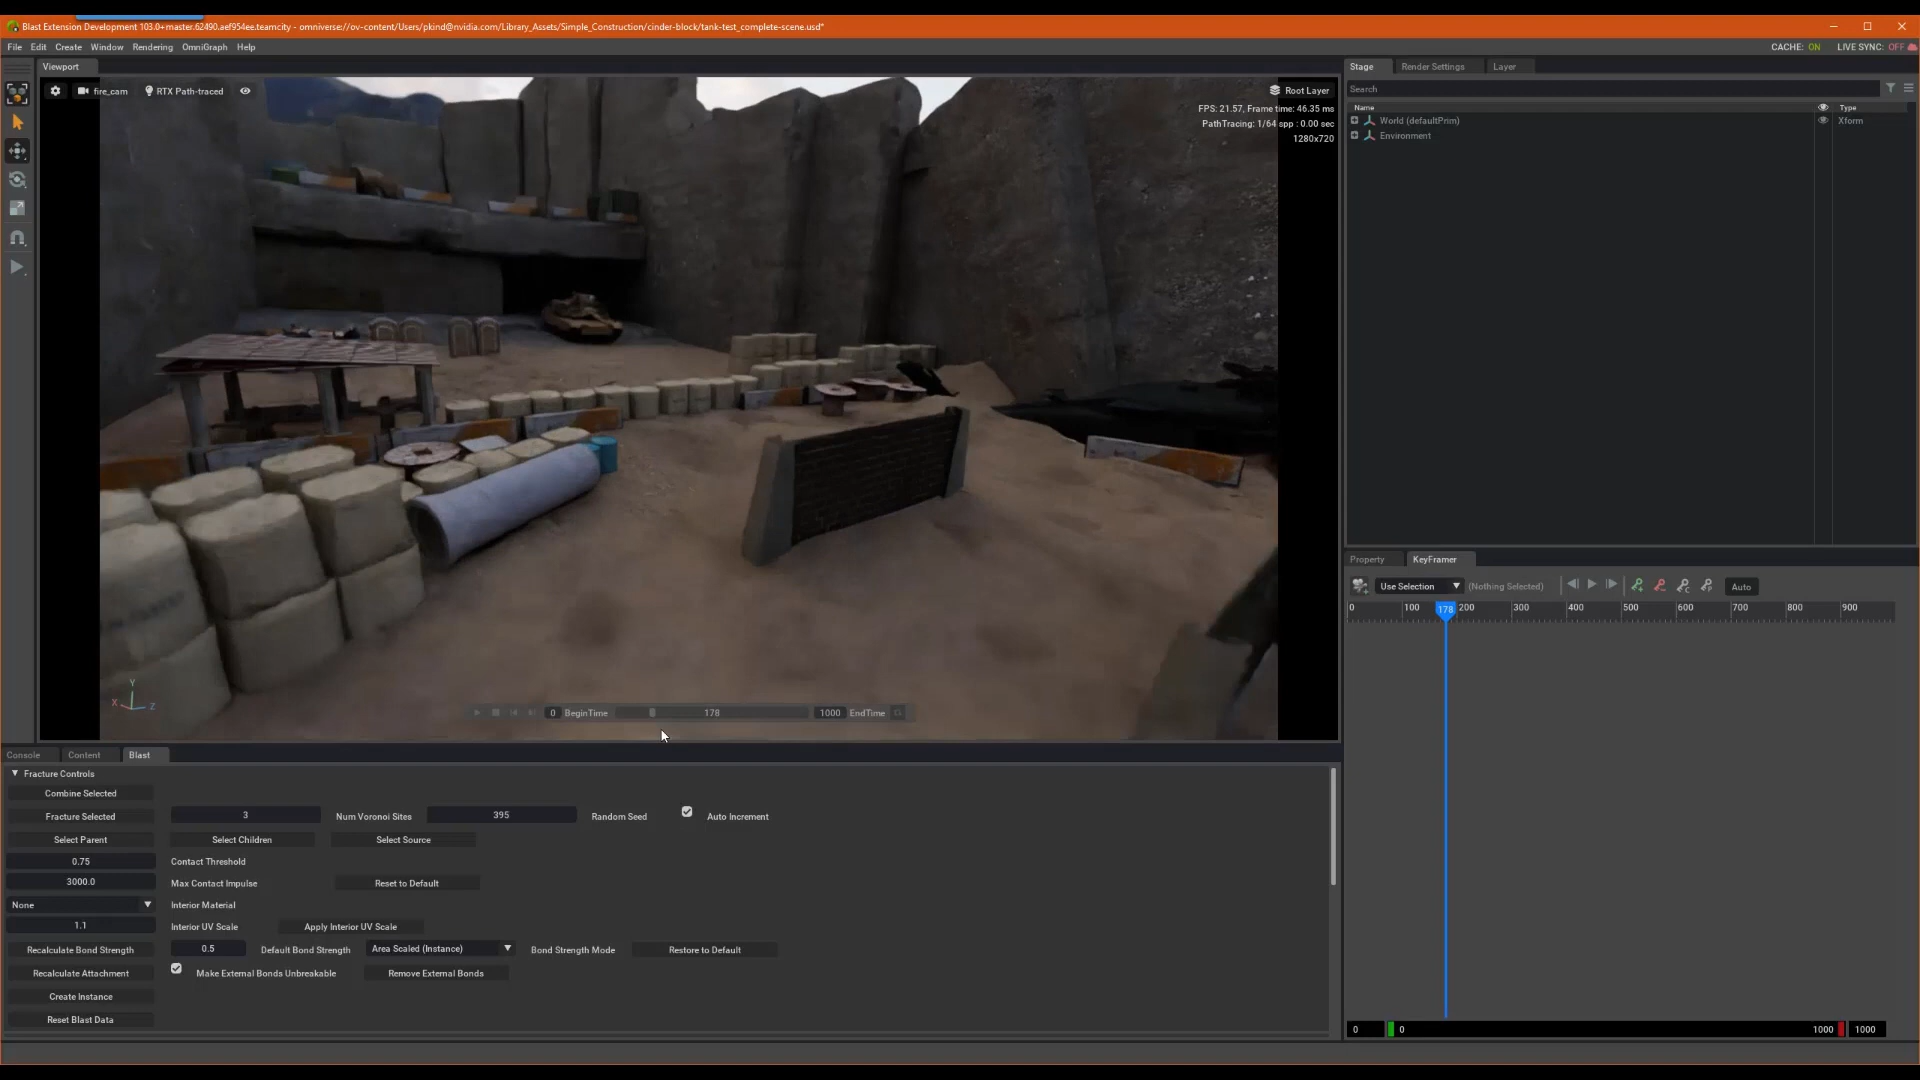 Blast Extension Development 103.0+master.62490.aef954ee.teamcity - omniverse://ov-content/Users/pkind@nvidia.com/Library_Assets/Simple_Construction/cinder-block/tank-test_complete-scene.usd*
File Edit Create Window Rendering OmniGraph Help
CACHE: ON LIVE SYNC: OFF
Viewport
Stage Render Settings Layer
fire_cam RTX Path-traced
Root Layer
FPS: 21.57, Frame time: 46.35 ms
PathTracing: 1/64 spp : 0.00 sec
1280x720
Search
Name Type
World (defaultPrim) Xform
Environment
Y
X Z
0 BeginTime 178 1000 EndTime
Property KeyFramer
Use Selection (Nothing Selected) Auto
0 100 178 200 300 400 500 600 700 800 900
0 0 1000 1000
Console Content Blast
Fracture Controls
Combine Selected
Fracture Selected 3 Num Voronoi Sites 395 Random Seed Auto Increment
Select Parent Select Children Select Source
0.75 Contact Threshold
3000.0 Max Contact Impulse Reset to Default
None Interior Material
1.1 Interior UV Scale Apply Interior UV Scale
Recalculate Bond Strength 0.5 Default Bond Strength Area Scaled (Instance) Bond Strength Mode Restore to Default
Recalculate Attachment Make External Bonds Unbreakable Remove External Bonds
Create Instance
Reset Blast Data